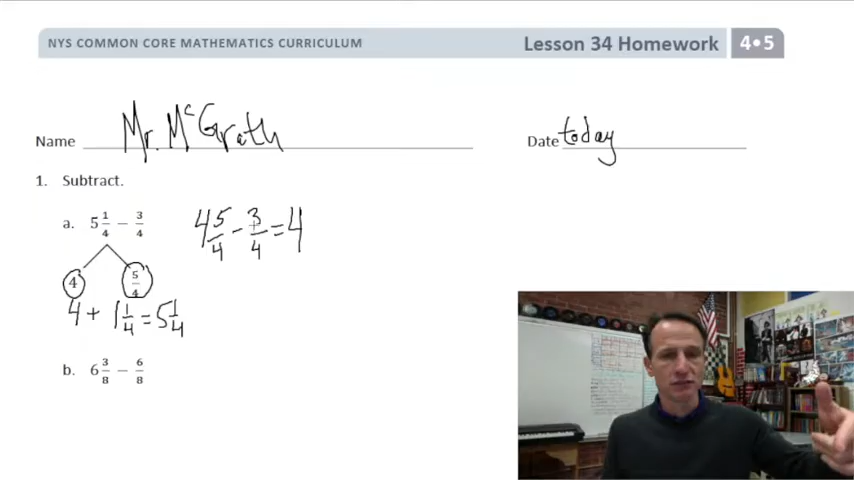 NYS COMMON CORE MATHEMATICS CURRICULUM Lesson 34 Homework 4•5
Name Mr. McGrath Date today
1. Subtract.
a. 5 1/4 − 3/4 4 5/4 − 3/4 = 4
4 5/4
4 + 1 1/4 = 5 1/4
b. 6 3/8 − 6/8